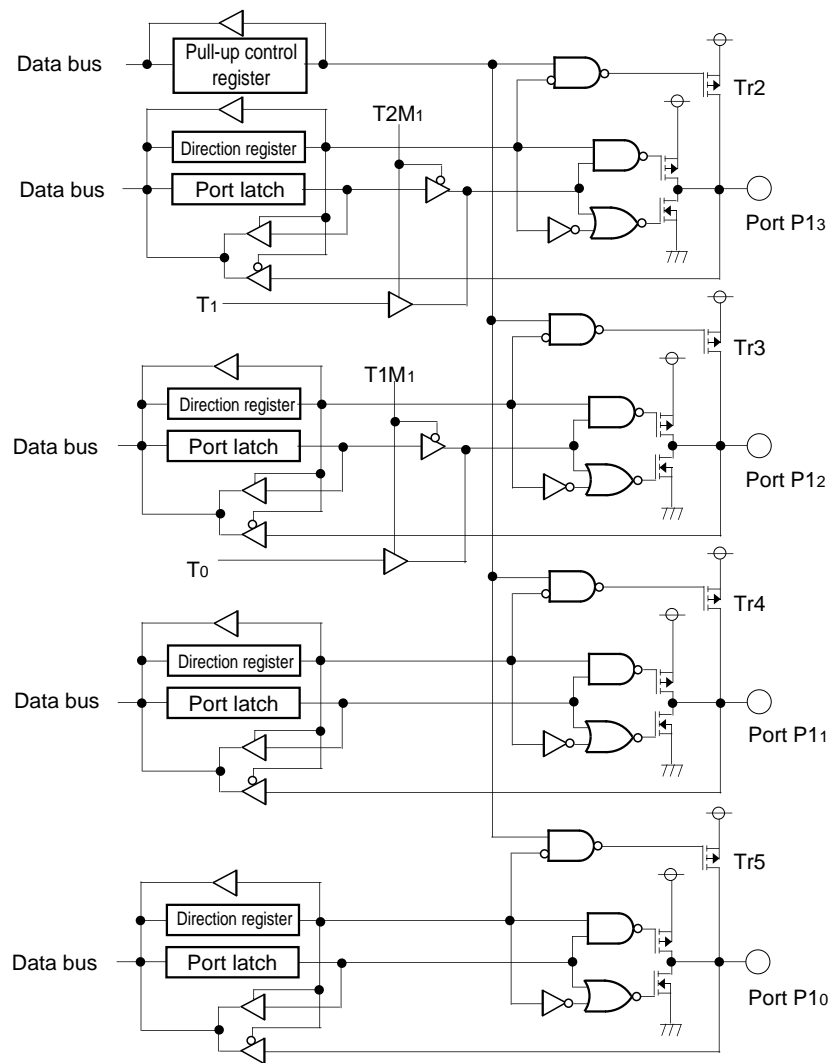 Data bus
Pull-up control
register
Tr2
T2M1
Direction register
Data bus
Port latch
Port P13
T1
Tr3
T1M1
Direction register
Data bus
Port latch
Port P12
T0
Tr4
Direction register
Data bus
Port latch
Port P11
Tr5
Direction register
Data bus
Port latch
Port P10